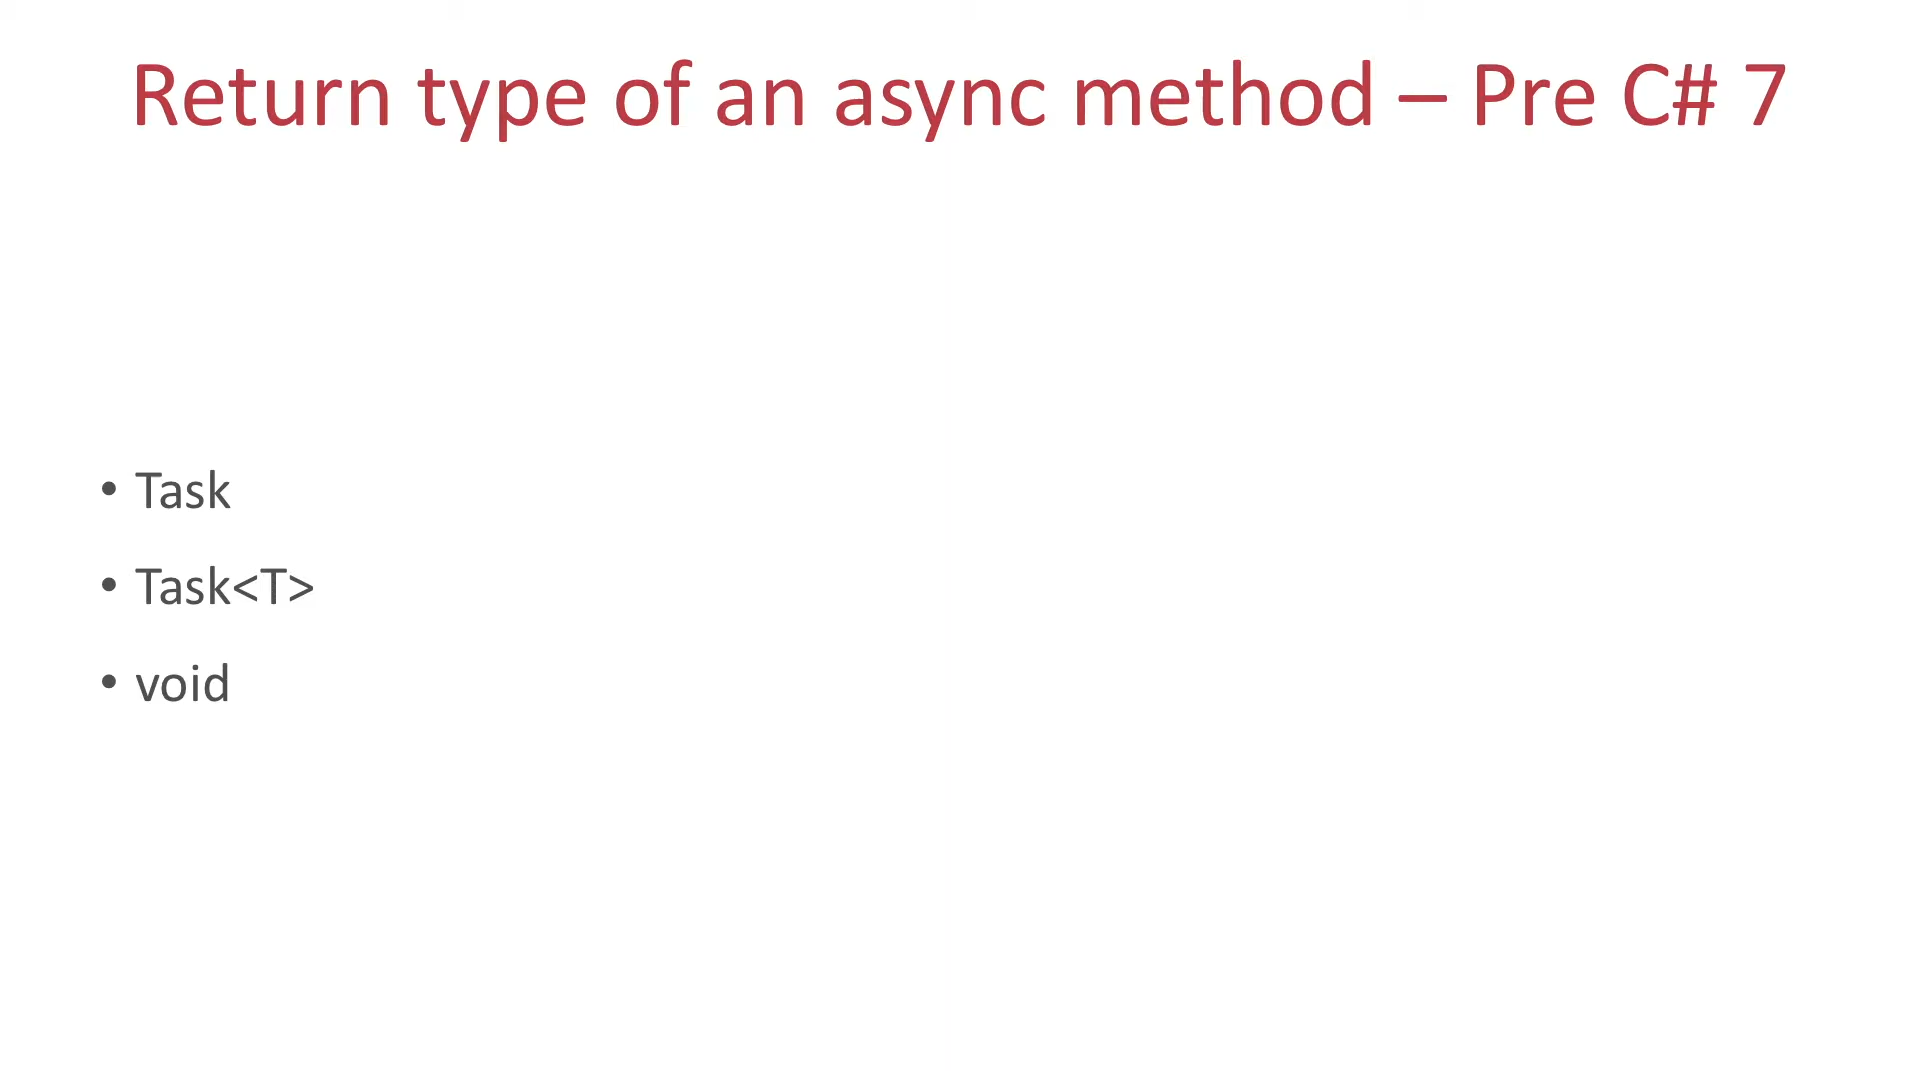 Return type of an async method – Pre C# 7
• Task
• Task<T>
• void